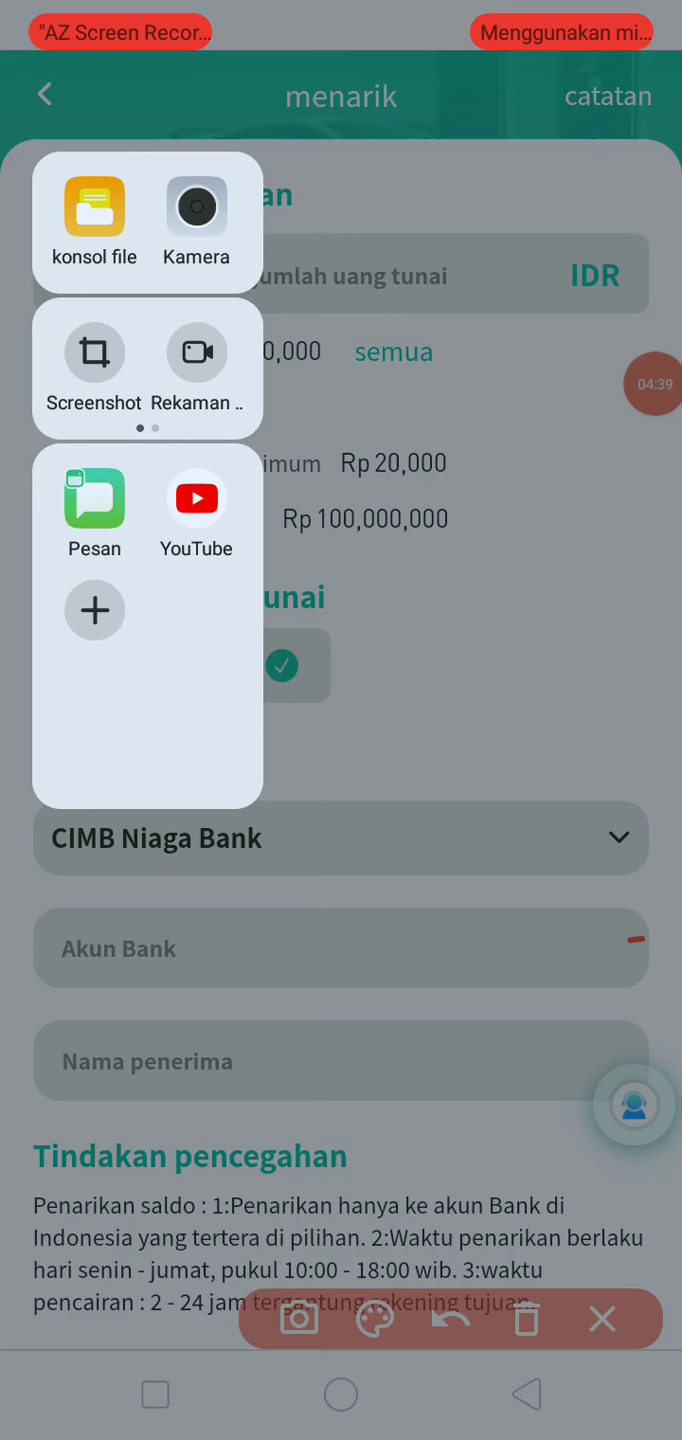 "AZ Screen Recor...
Menggunakan mi...
menarik
catatan
an
konsol file
Kamera
umlah uang tunai
IDR
0,000
semua
04:39
Screenshot
Rekaman ..
imum
Rp 20,000
Rp 100,000,000
Pesan
YouTube
unai
CIMB Niaga Bank
Akun Bank
Nama penerima
Tindakan pencegahan
Penarikan saldo : 1:Penarikan hanya ke akun Bank di
Indonesia yang tertera di pilihan. 2:Waktu penarikan berlaku
hari senin - jumat, pukul 10:00 - 18:00 wib. 3:waktu
pencairan : 2 - 24 jam tergantung rekening tujuan.